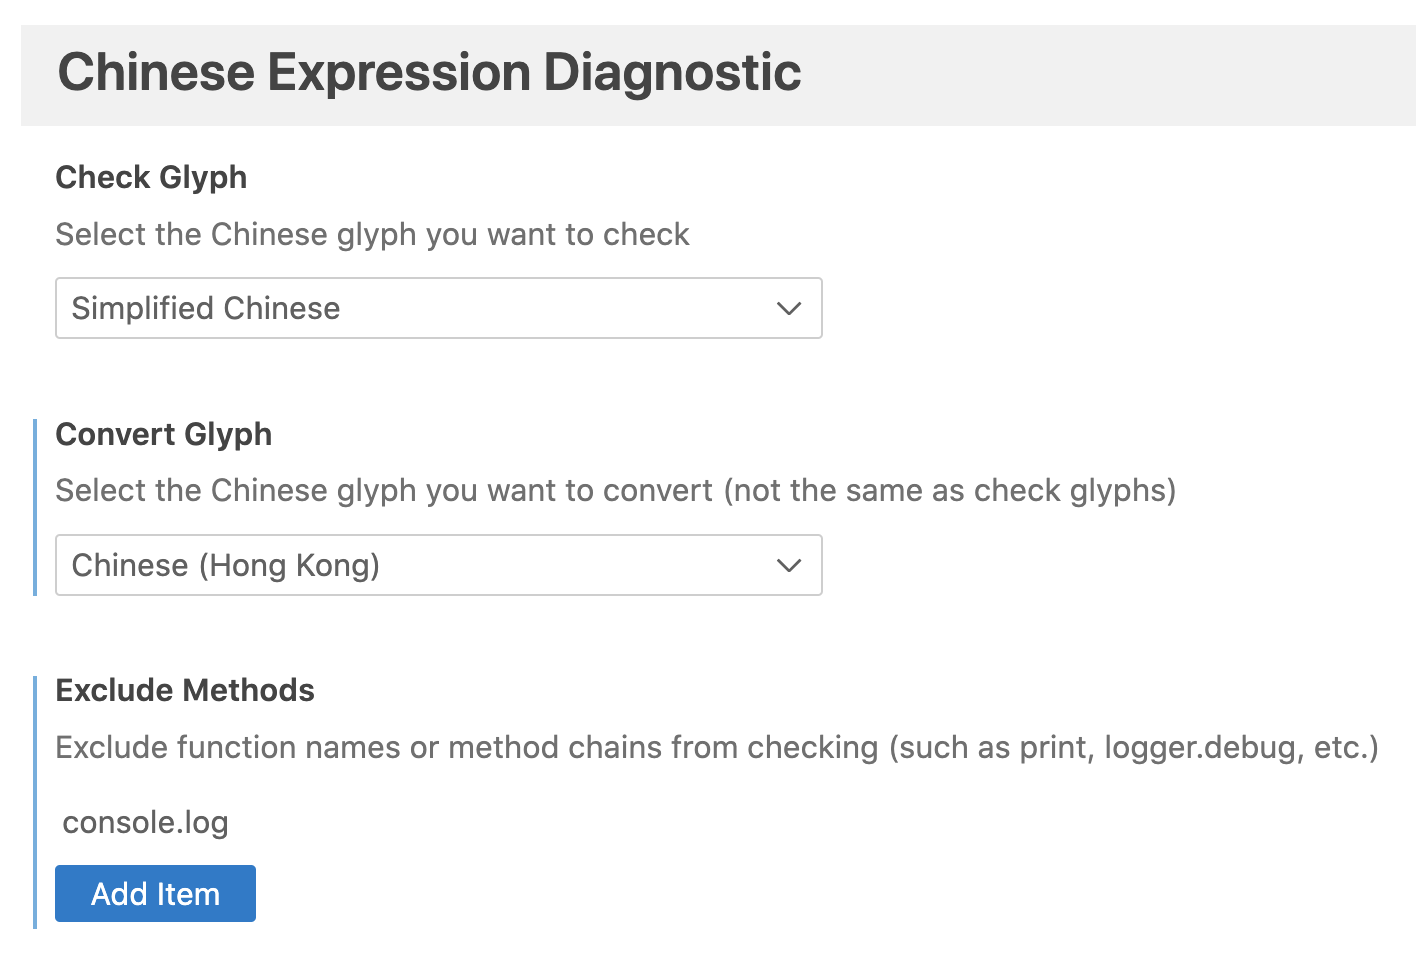 Chinese Expression Diagnostic
Check Glyph
Select the Chinese glyph you want to check
Simplified Chinese
Convert Glyph
Select the Chinese glyph you want to convert (not the same as check glyphs)
Chinese (Hong Kong)
Exclude Methods
Exclude function names or method chains from checking (such as print, logger.debug, etc.)
console.log
Add Item